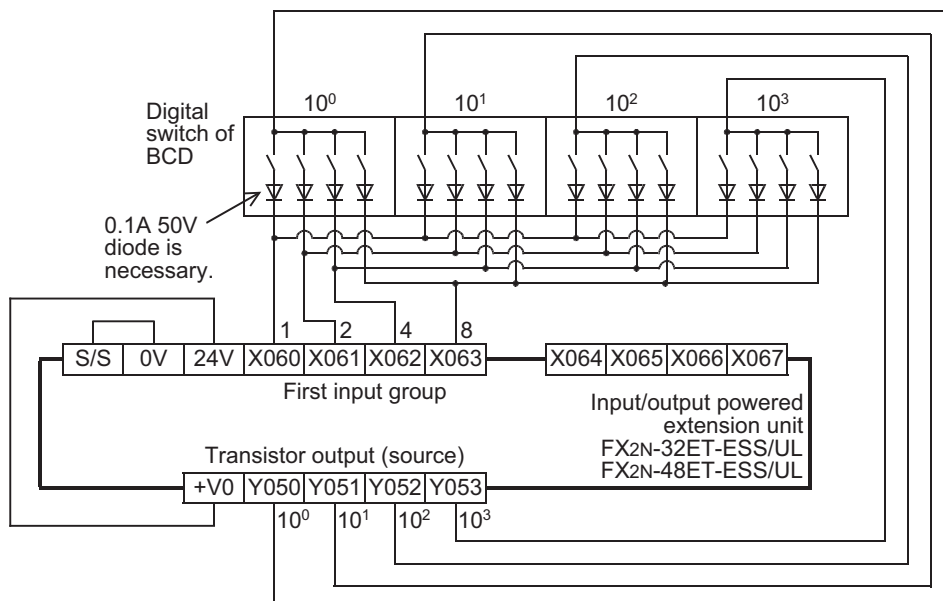 10⁰ 10¹ 10² 10³
Digital
switch of
BCD
0.1A 50V
diode is
necessary.
1 2 4 8
S/S 0V 24V X060 X061 X062 X063 X064 X065 X066 X067
First input group
Input/output powered
extension unit
FX2N-32ET-ESS/UL
FX2N-48ET-ESS/UL
Transistor output (source)
+V0 Y050 Y051 Y052 Y053
10⁰ 10¹ 10² 10³